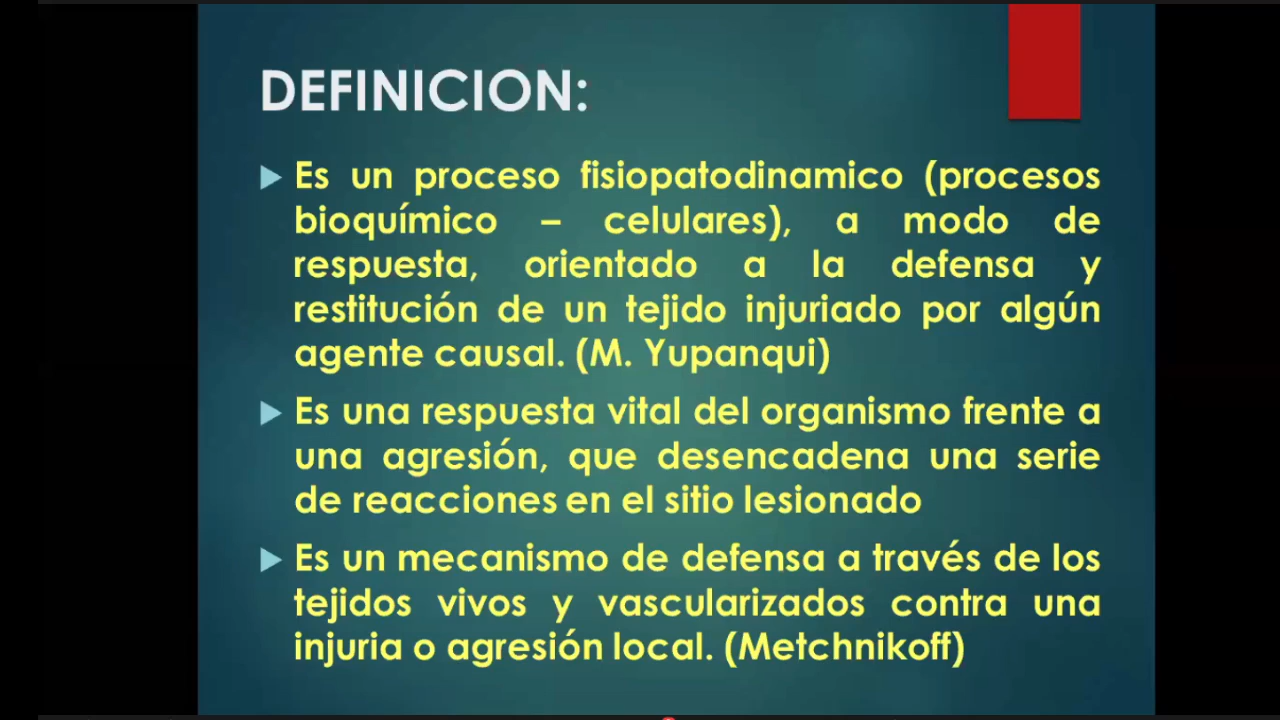 DEFINICION:
Es un proceso fisiopatodinamico (procesos
bioquímico – celulares), a modo de
respuesta, orientado a la defensa y
restitución de un tejido injuriado por algún
agente causal. (M. Yupanqui)
Es una respuesta vital del organismo frente a
una agresión, que desencadena una serie
de reacciones en el sitio lesionado
Es un mecanismo de defensa a través de los
tejidos vivos y vascularizados contra una
injuria o agresión local. (Metchnikoff)